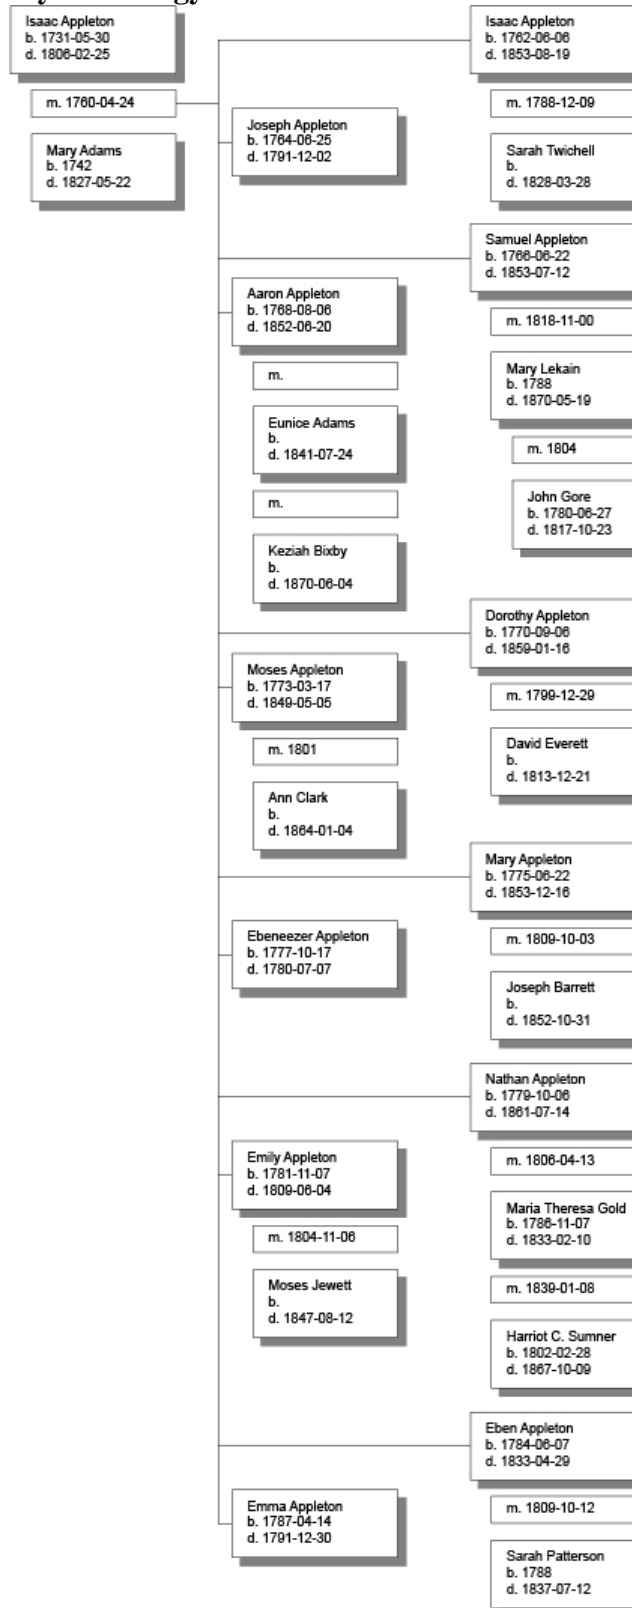 Isaac Appleton
b. 1731-05-30
d. 1806-02-25
m. 1760-04-24
Mary Adams
b. 1742
d. 1827-05-22
Isaac Appleton
b. 1762-06-06
d. 1853-08-19
m. 1788-12-09
Sarah Twichell
b.
d. 1828-03-28
Joseph Appleton
b. 1764-06-25
d. 1791-12-02
Samuel Appleton
b. 1766-06-22
d. 1853-07-12
m. 1818-11-00
Mary Lekain
b. 1788
d. 1870-05-19
m. 1804
John Gore
b. 1780-06-27
d. 1817-10-23
Aaron Appleton
b. 1768-08-06
d. 1852-06-20
m.
Eunice Adams
b.
d. 1841-07-24
m.
Keziah Bixby
b.
d. 1870-06-04
Dorothy Appleton
b. 1770-09-06
d. 1859-01-16
m. 1799-12-29
David Everett
b.
d. 1813-12-21
Moses Appleton
b. 1773-03-17
d. 1849-05-05
m. 1801
Ann Clark
b.
d. 1864-01-04
Mary Appleton
b. 1775-06-22
d. 1853-12-16
m. 1809-10-03
Joseph Barrett
b.
d. 1852-10-31
Ebeneezer Appleton
b. 1777-10-17
d. 1780-07-07
Nathan Appleton
b. 1779-10-06
d. 1861-07-14
m. 1806-04-13
Maria Theresa Gold
b. 1786-11-07
d. 1833-02-10
m. 1839-01-08
Harriot C. Sumner
b. 1802-02-28
d. 1867-10-09
Emily Appleton
b. 1781-11-07
d. 1809-06-04
m. 1804-11-06
Moses Jewett
b.
d. 1847-08-12
Eben Appleton
b. 1784-06-07
d. 1833-04-29
m. 1809-10-12
Sarah Patterson
b. 1788
d. 1837-07-12
Emma Appleton
b. 1787-04-14
d. 1791-12-30